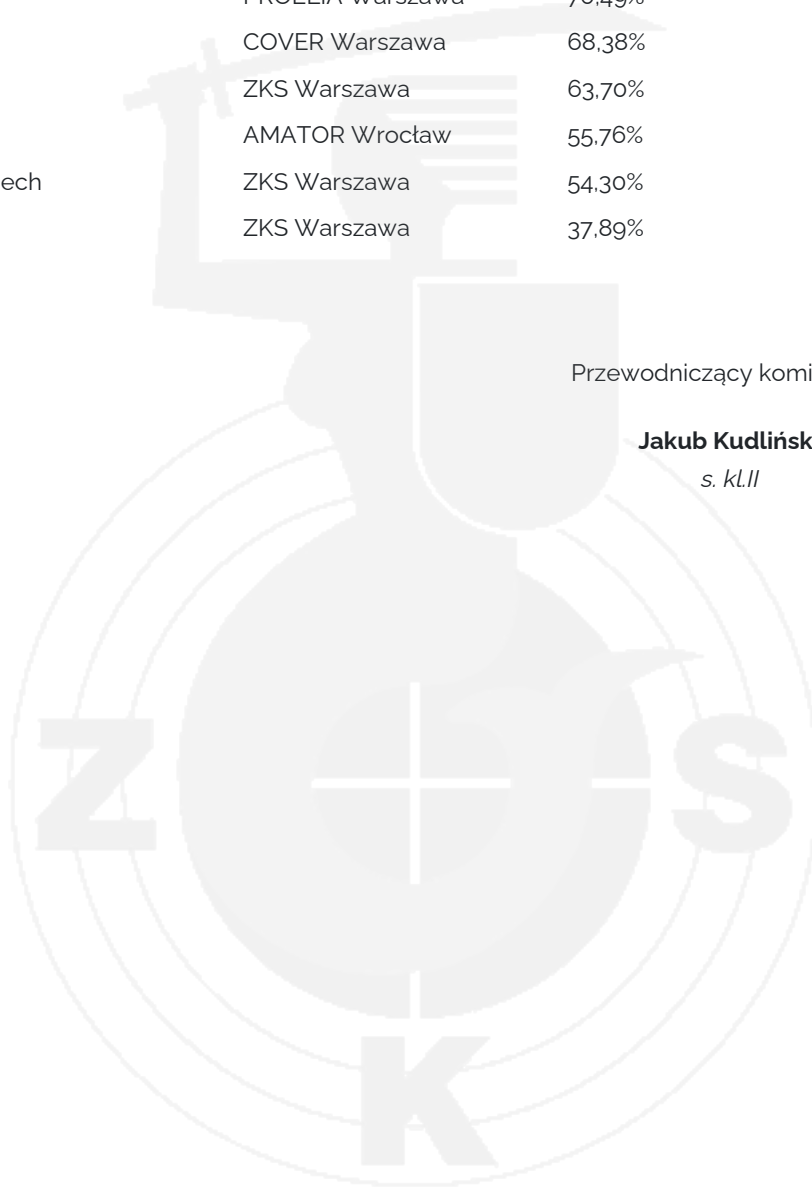 COVER Warszawa 68,38%
ZKS Warszawa 63,70%
AMATOR Wrocław 55,76%
ech ZKS Warszawa 54,30%
ZKS Warszawa 37,89%
Przewodniczący komi
Jakub Kudlińsk
s. kl.II
Z S
K